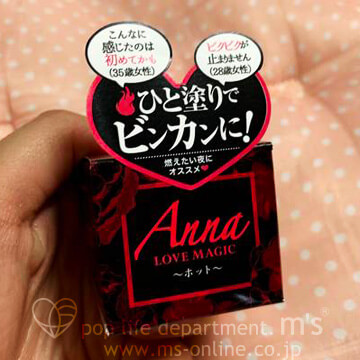 こんなに
感じたのは
初めてかも
(35歳女性)
ビクビクが
止まりません
(28歳女性)
ひと塗りで
ビンカンに!
燃えたい夜に
オススメ♥
Anna
LOVE MAGIC
~ホット~
pop life department. m's
www.ms-online.co.jp